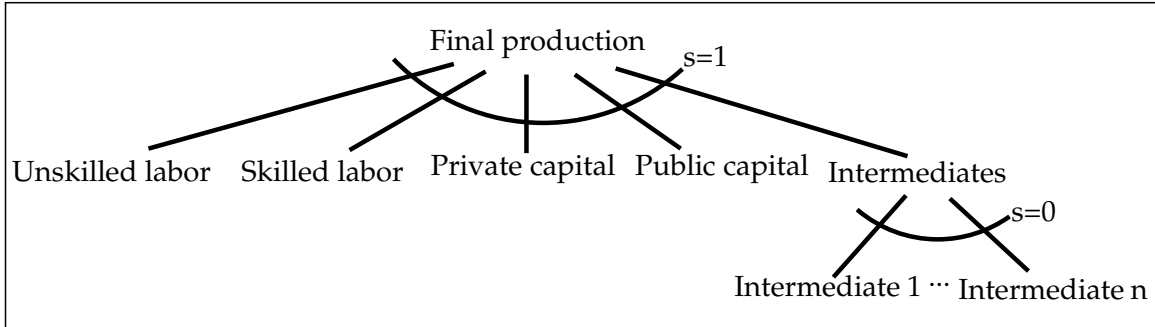 Final production
s=1
Unskilled labor Skilled labor Private capital Public capital Intermediates
s=0
Intermediate 1 ... Intermediate n